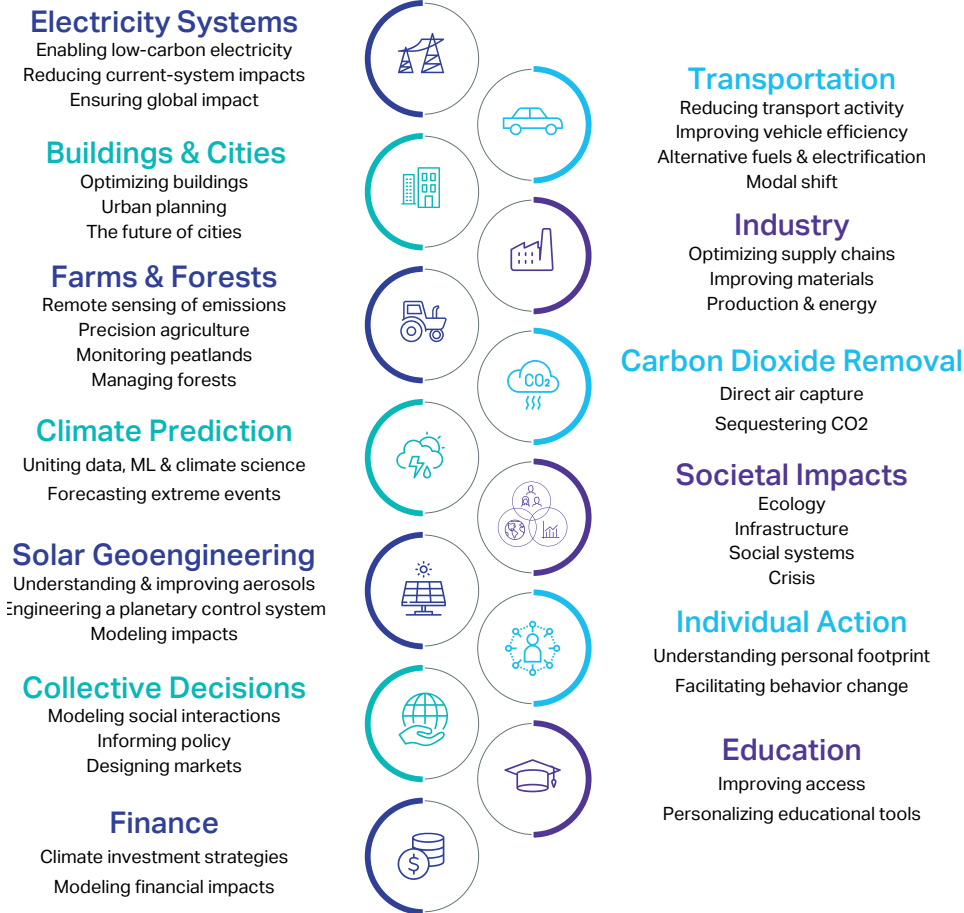 Electricity Systems
Enabling low-carbon electricity
Reducing current-system impacts
Ensuring global impact
Transportation
Reducing transport activity
Improving vehicle efficiency
Alternative fuels & electrification
Modal shift
Buildings & Cities
Optimizing buildings
Urban planning
The future of cities
Industry
Optimizing supply chains
Improving materials
Production & energy
Farms & Forests
Remote sensing of emissions
Precision agriculture
Monitoring peatlands
Managing forests
CO₂
Carbon Dioxide Removal
Direct air capture
Sequestering CO2
Climate Prediction
Uniting data, ML & climate science
Forecasting extreme events
Societal Impacts
Ecology
Infrastructure
Social systems
Crisis
Solar Geoengineering
Understanding & improving aerosols
Engineering a planetary control system
Modeling impacts
Individual Action
Understanding personal footprint
Facilitating behavior change
Collective Decisions
Modeling social interactions
Informing policy
Designing markets
Education
Improving access
Personalizing educational tools
Finance
Climate investment strategies
Modeling financial impacts
$